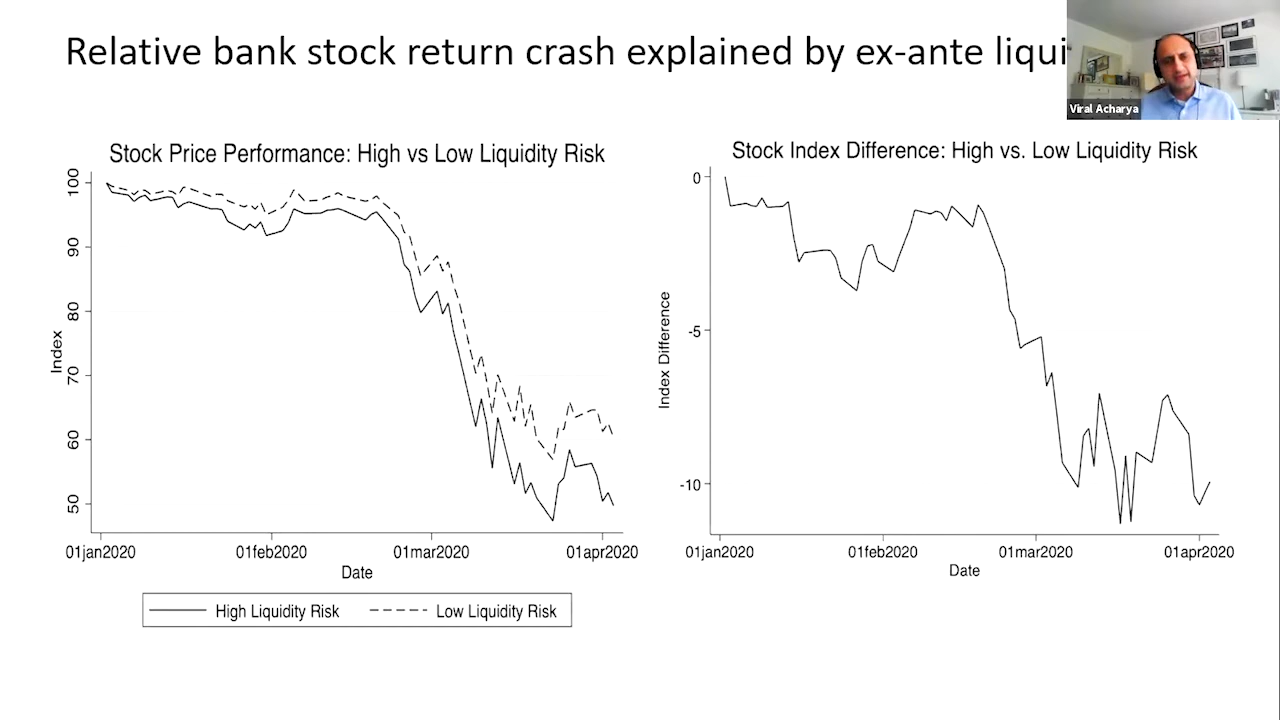 Relative bank stock return crash explained by ex-ante
Viral Acharya
Stock Price Performance: High vs Low Liquidity Risk
100
90
80
70
60
50
Index
01jan2020 01feb2020 01mar2020 01apr2020
Date
High Liquidity Risk Low Liquidity Risk
Stock Index Difference: High vs. Low Liquidity Risk
0
-5
-10
Index Difference
01jan2020 01feb2020 01mar2020 01apr2020
Date